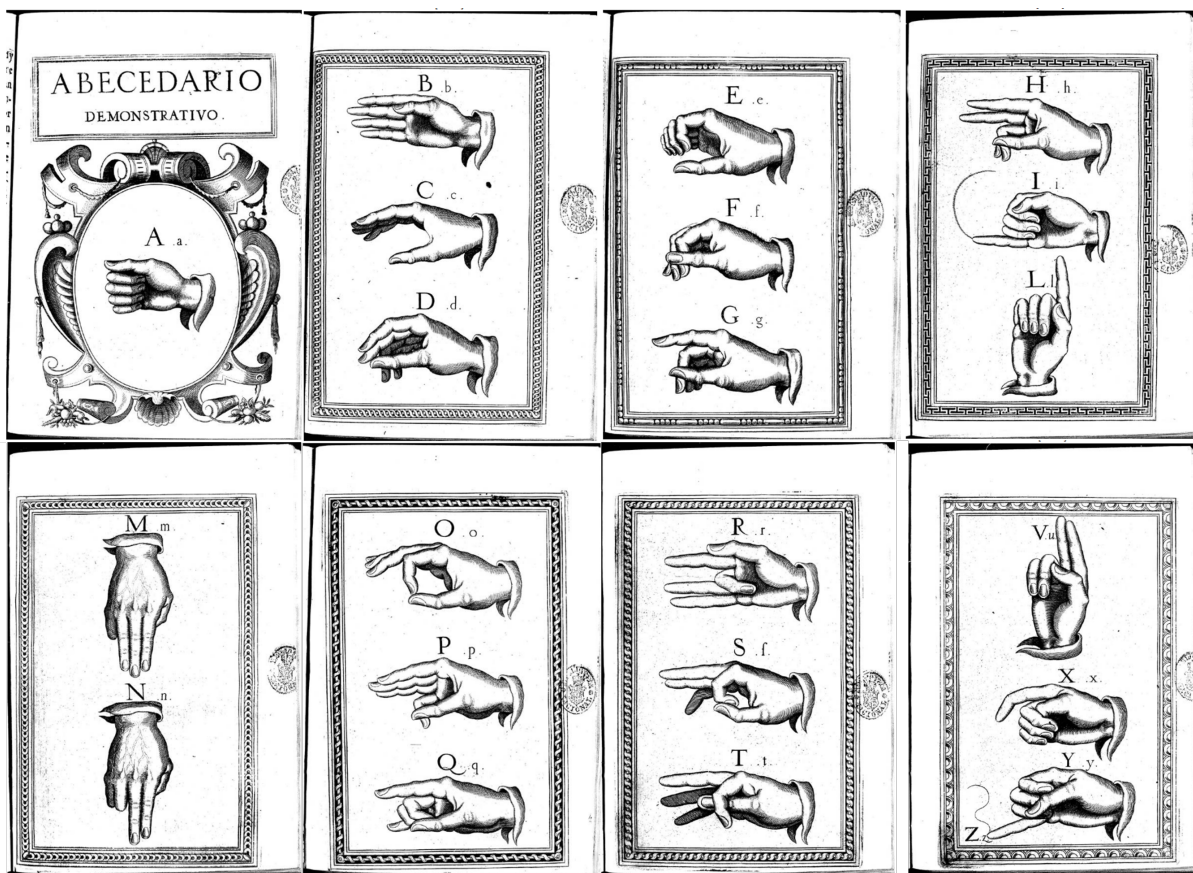 ABECEDARIO
DEMONSTRATIVO.
A .a.
B .b.
C .c.
D .d.
E .e.
F .f.
G .g.
H .h.
I .i.
L .l.
M .m.
N .n.
O .o.
P .p.
Q .q.
R .r.
S .ſ.
T .t.
V .u.
X .x.
Y .y.
Z .z.